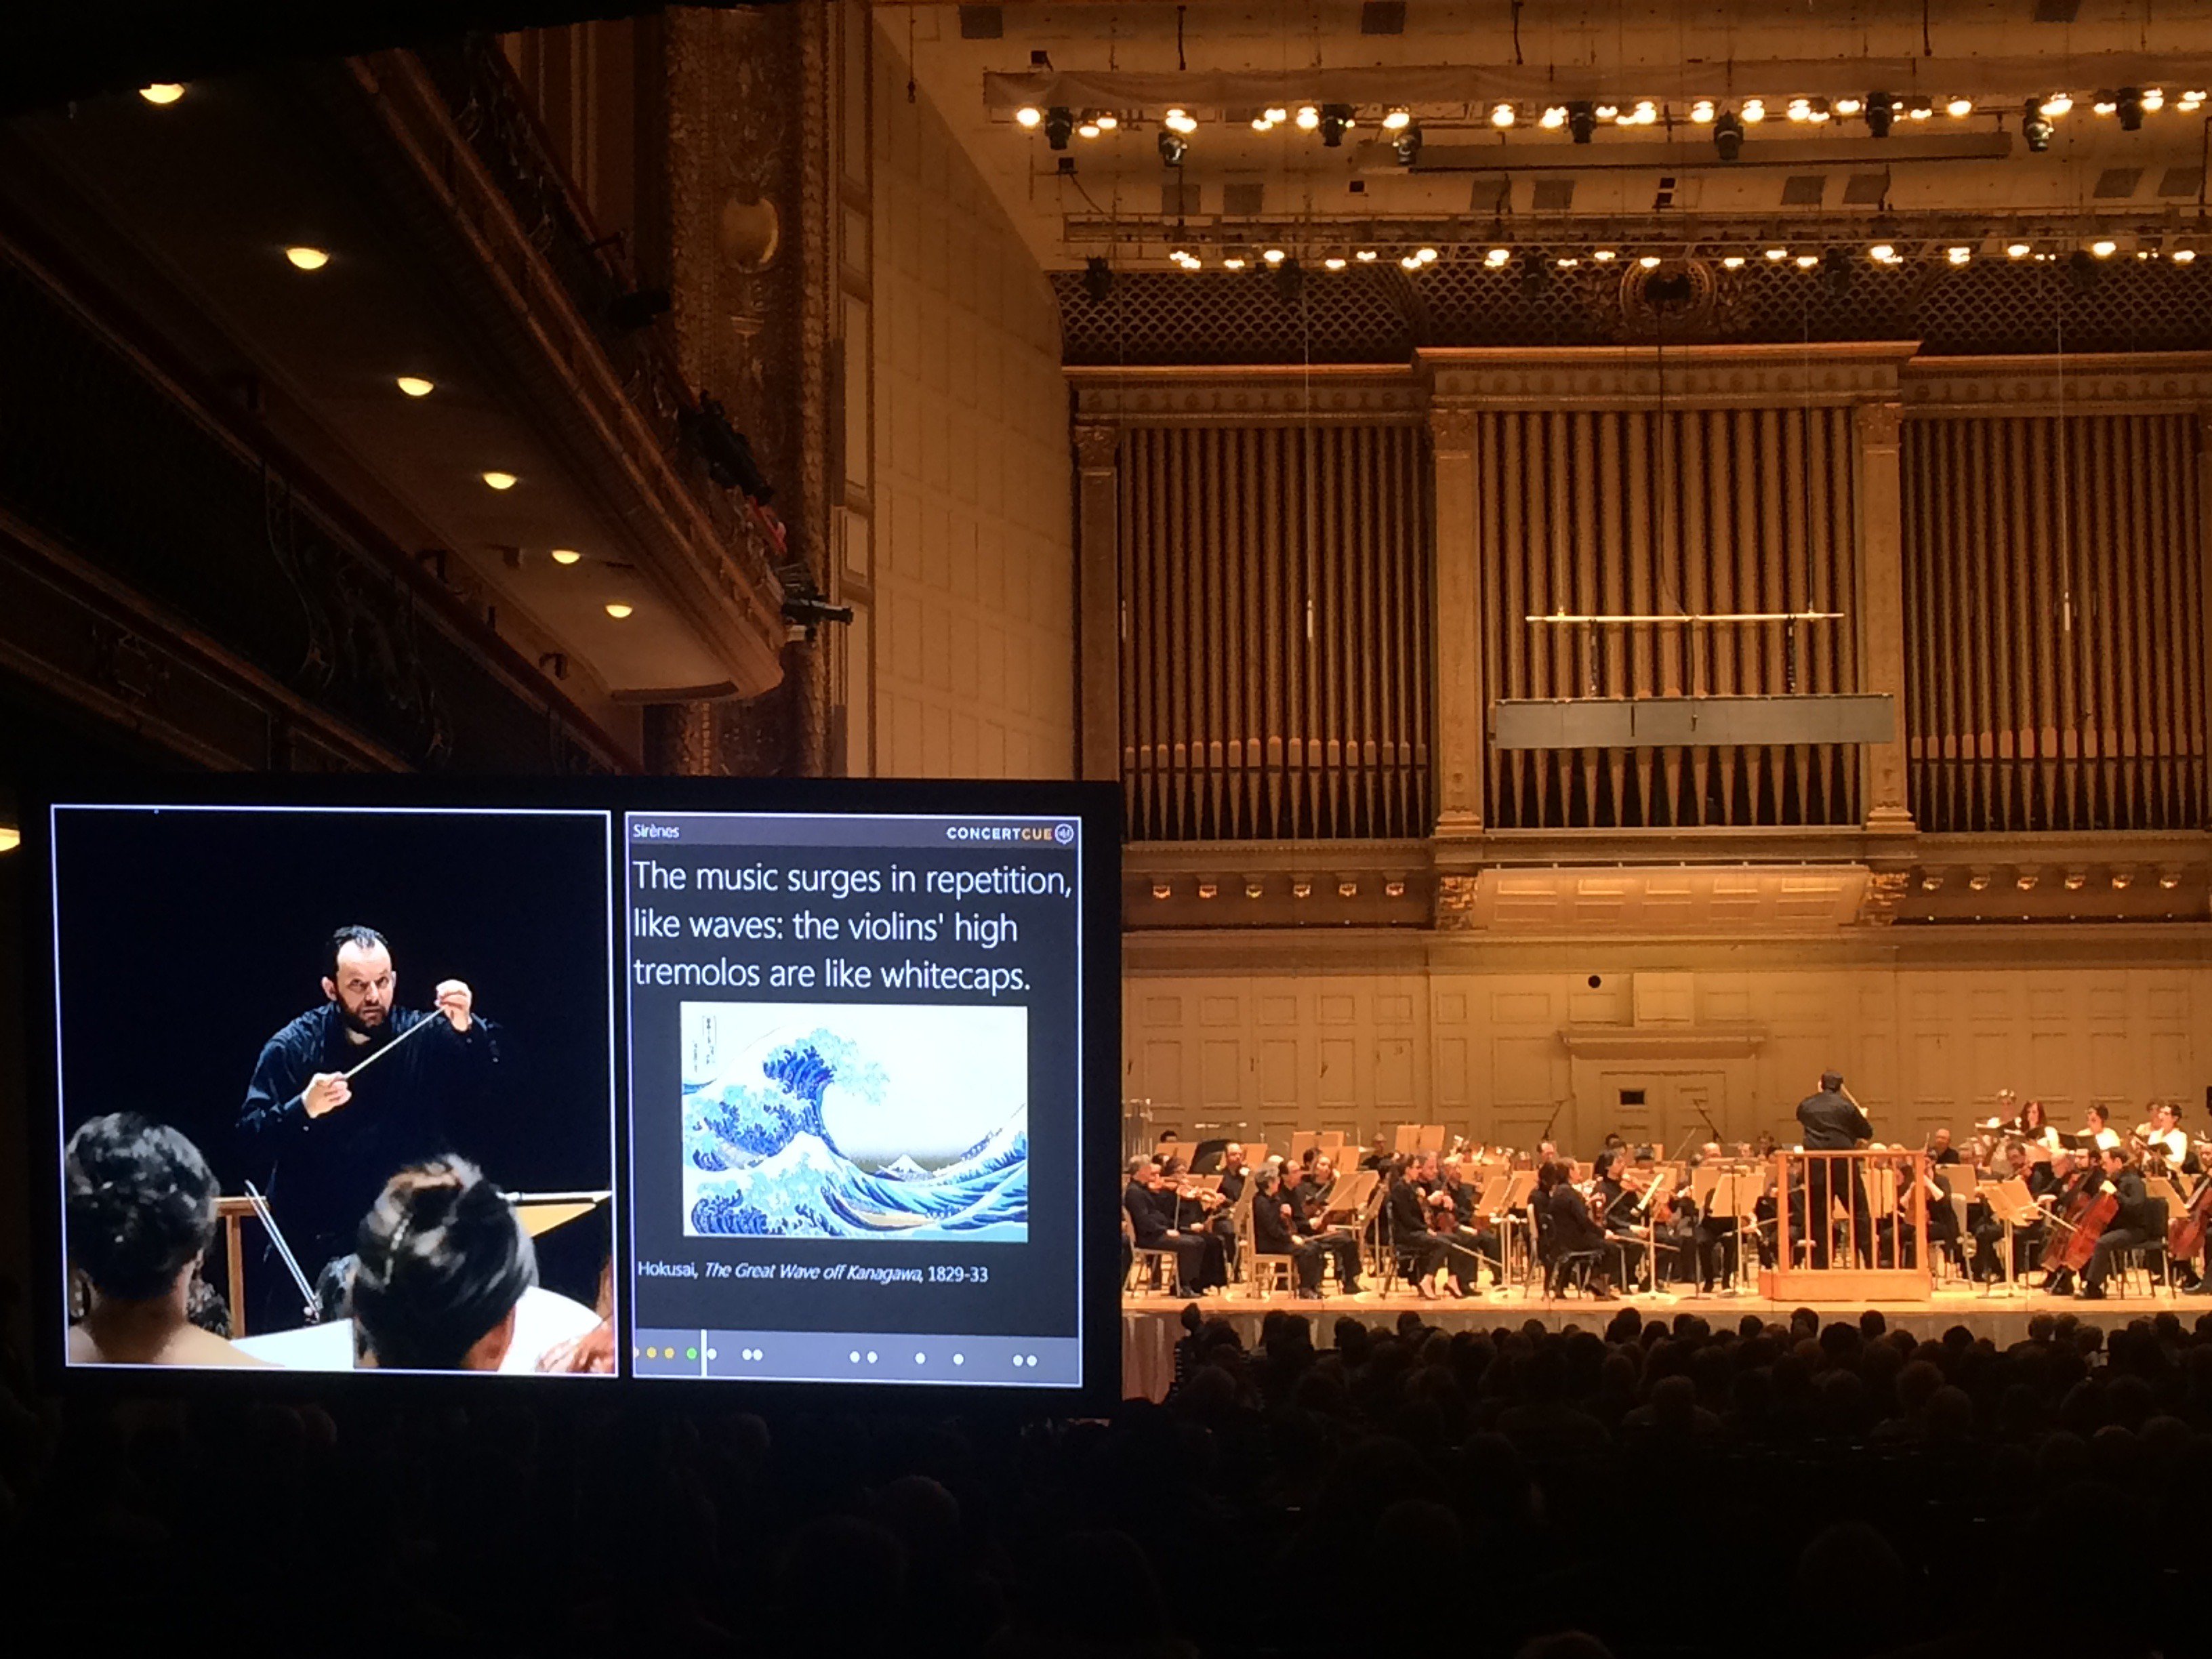 Sirènes
CONCERTCUE
The music surges in repetition,
like waves: the violins' high
tremolos are like whitecaps.
Hokusai, The Great Wave off Kanagawa, 1829-33